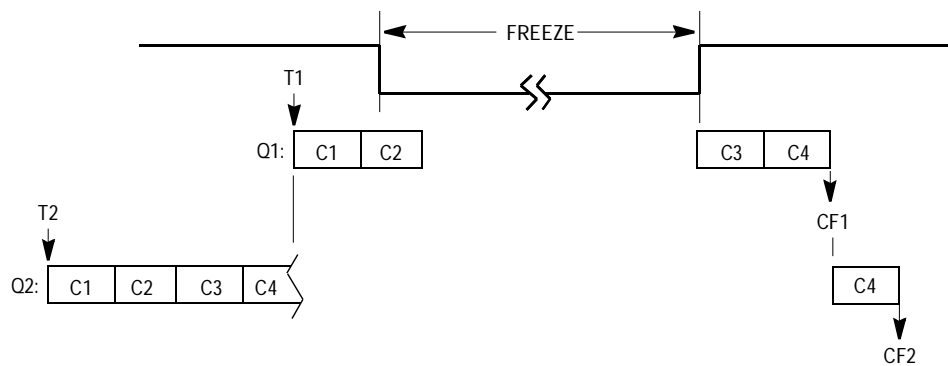 FREEZE
T1
Q1: C1 C2 C3 C4
CF1
T2
Q2: C1 C2 C3 C4 C4
CF2